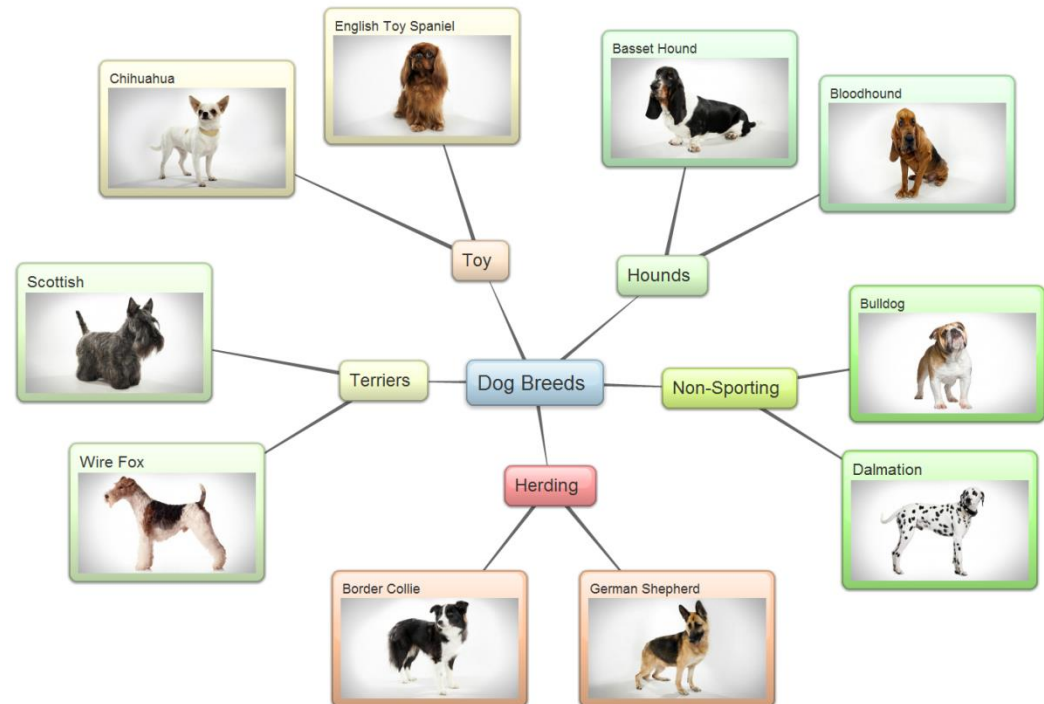 English Toy Spaniel
Basset Hound
Chihuahua
Bloodhound
Toy
Hounds
Scottish
Bulldog
Terriers
Dog Breeds
Non-Sporting
Wire Fox
Dalmation
Herding
Border Collie
German Shepherd